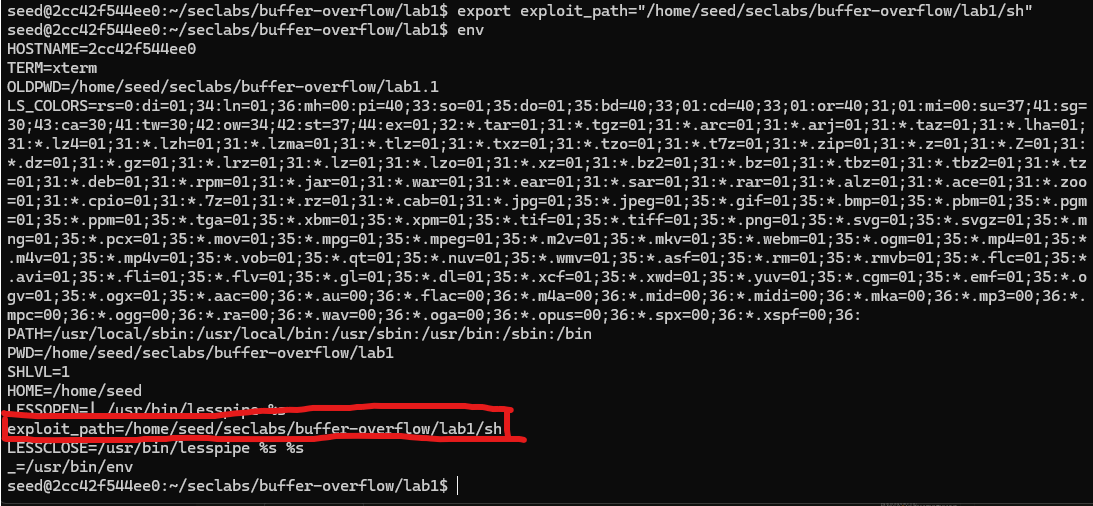 seed@2cc42f544ee0:~/seclabs/buffer-overflow/lab1$ export exploit_path="/home/seed/seclabs/buffer-overflow/lab1/sh"
seed@2cc42f544ee0:~/seclabs/buffer-overflow/lab1$ env
HOSTNAME=2cc42f544ee0
TERM=xterm
OLDPWD=/home/seed/seclabs/buffer-overflow/lab1.1
LS_COLORS=rs=0:di=01;34:ln=01;36:mh=00:pi=40;33:so=01;35:do=01;35:bd=40;33;01:cd=40;33;01:or=40;31;01:mi=00:su=37;41:sg=
30;43:ca=30;41:tw=30;42:ow=34;42:st=37;44:ex=01;32:*.tar=01;31:*.tgz=01;31:*.arc=01;31:*.arj=01;31:*.taz=01;31:*.lha=01;
31:*.lz4=01;31:*.lzh=01;31:*.lzma=01;31:*.tlz=01;31:*.txz=01;31:*.tzo=01;31:*.t7z=01;31:*.zip=01;31:*.z=01;31:*.Z=01;31:
*.dz=01;31:*.gz=01;31:*.lrz=01;31:*.lz=01;31:*.lzo=01;31:*.xz=01;31:*.bz2=01;31:*.bz=01;31:*.tbz=01;31:*.tbz2=01;31:*.tz
=01;31:*.deb=01;31:*.rpm=01;31:*.jar=01;31:*.war=01;31:*.ear=01;31:*.sar=01;31:*.rar=01;31:*.alz=01;31:*.ace=01;31:*.zoo
=01;31:*.cpio=01;31:*.7z=01;31:*.rz=01;31:*.cab=01;31:*.jpg=01;35:*.jpeg=01;35:*.gif=01;35:*.bmp=01;35:*.pbm=01;35:*.pgm
=01;35:*.ppm=01;35:*.tga=01;35:*.xbm=01;35:*.xpm=01;35:*.tif=01;35:*.tiff=01;35:*.png=01;35:*.svg=01;35:*.svgz=01;35:*.m
ng=01;35:*.pcx=01;35:*.mov=01;35:*.mpg=01;35:*.mpeg=01;35:*.m2v=01;35:*.mkv=01;35:*.webm=01;35:*.ogm=01;35:*.mp4=01;35:*
.m4v=01;35:*.mp4v=01;35:*.vob=01;35:*.qt=01;35:*.nuv=01;35:*.wmv=01;35:*.asf=01;35:*.rm=01;35:*.rmvb=01;35:*.flc=01;35:*
.avi=01;35:*.fli=01;35:*.flv=01;35:*.gl=01;35:*.dl=01;35:*.xcf=01;35:*.xwd=01;35:*.yuv=01;35:*.cgm=01;35:*.emf=01;35:*.o
gv=01;35:*.ogx=01;35:*.aac=00;36:*.au=00;36:*.flac=00;36:*.m4a=00;36:*.mid=00;36:*.midi=00;36:*.mka=00;36:*.mp3=00;36:*.
mpc=00;36:*.ogg=00;36:*.ra=00;36:*.wav=00;36:*.oga=00;36:*.opus=00;36:*.spx=00;36:*.xspf=00;36:
PATH=/usr/local/sbin:/usr/local/bin:/usr/sbin:/usr/bin:/sbin:/bin
PWD=/home/seed/seclabs/buffer-overflow/lab1
SHLVL=1
HOME=/home/seed
LESSOPEN=| /usr/bin/lesspipe %s
exploit_path=/home/seed/seclabs/buffer-overflow/lab1/sh
LESSCLOSE=/usr/bin/lesspipe %s %s
_=/usr/bin/env
seed@2cc42f544ee0:~/seclabs/buffer-overflow/lab1$